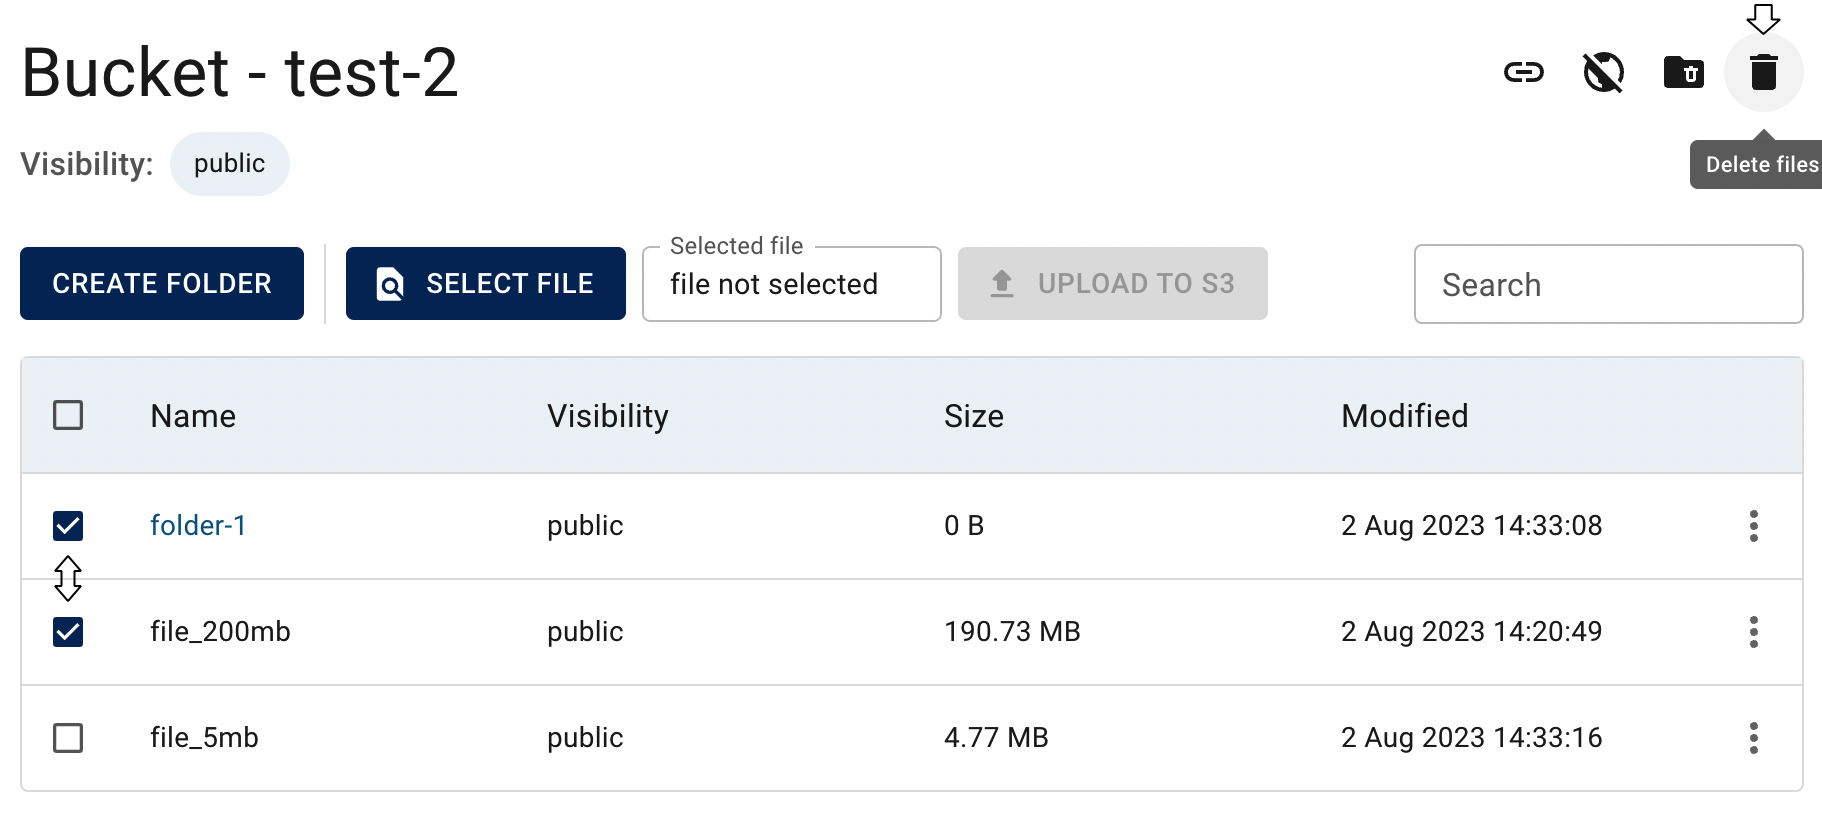 Bucket - test-2
Visibility: public
Delete files
CREATE FOLDER
SELECT FILE
Selected file
file not selected
UPLOAD TO S3
Search
Name Visibility Size Modified
folder-1 public 0 B 2 Aug 2023 14:33:08
file_200mb public 190.73 MB 2 Aug 2023 14:20:49
file_5mb public 4.77 MB 2 Aug 2023 14:33:16